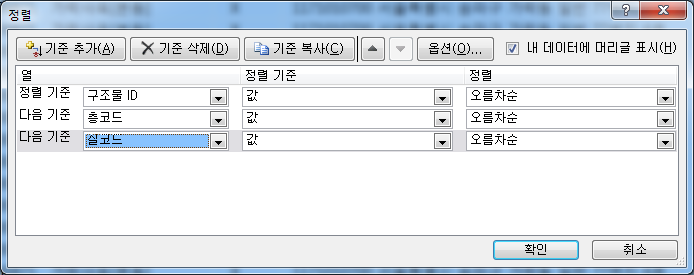 정렬
기준 추가(A) 기준 삭제(D) 기준 복사(C) 옵션(O)... 내 데이터에 머리글 표시(H)
열 정렬 기준 정렬
정렬 기준 구조물 ID 값 오름차순
다음 기준 층코드 값 오름차순
다음 기준 실코드 값 오름차순
확인 취소